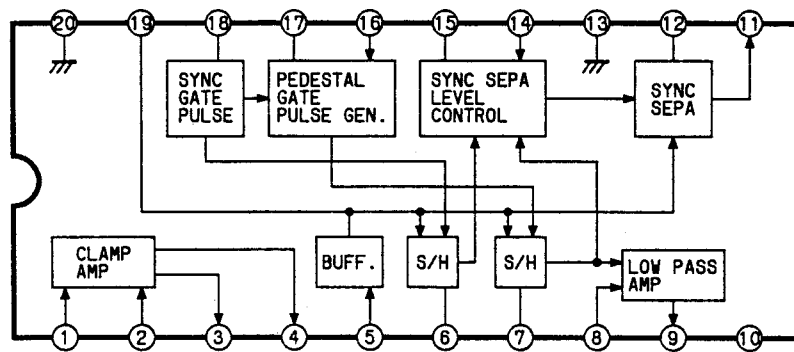 20 19 18 17 16 15 14 13 12 11
SYNC
GATE
PULSE
PEDESTAL
GATE
PULSE GEN.
SYNC SEPA
LEVEL
CONTROL
SYNC
SEPA
CLAMP
AMP
BUFF.
S/H
S/H
LOW PASS
AMP
1 2 3 4 5 6 7 8 9 10